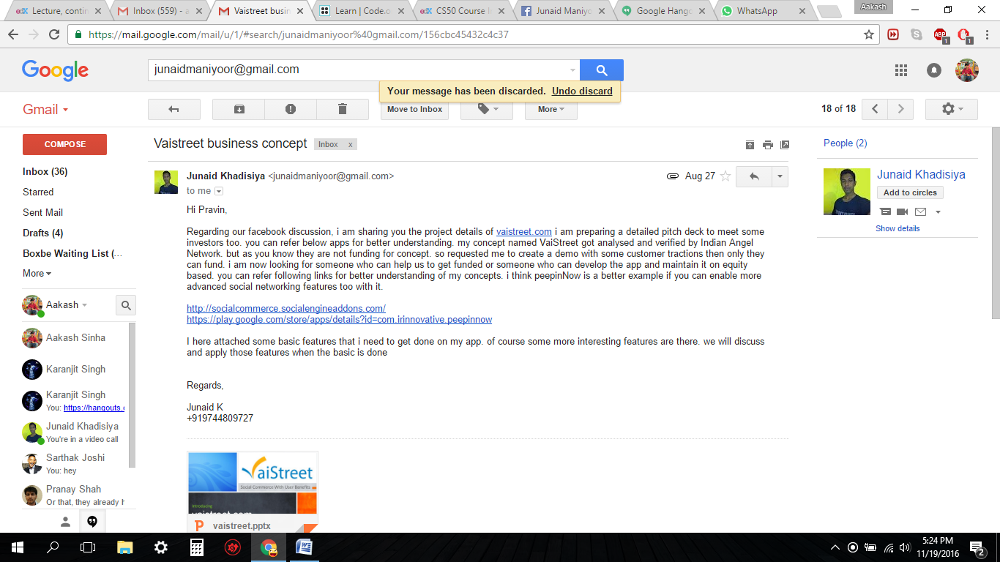 Lecture, contin
Inbox (559) - a
Vaistreet busin
Learn | Code.o
CS50 Course I
Junaid Maniyo
Google Hango
WhatsApp
Aakash
https://mail.google.com/mail/u/1/#search/junaidmaniyoor%40gmail.com/156cbc45432c4c37
ABP
1
1
Google
junaidmaniyoor@gmail.com
Your message has been discarded. Undo discard
Gmail
Move to Inbox
More
18 of 18
COMPOSE
Inbox (36)
Starred
Sent Mail
Drafts (4)
Boxbe Waiting List (...
More
Aakash
Aakash Sinha
Karanjit Singh
Karanjit Singh
You: https://hangouts.c
Junaid Khadisiya
You're in a video call
Sarthak Joshi
You: hey
Pranay Shah
Or that, they already h
Vaistreet business concept
Inbox x
Junaid Khadisiya <junaidmaniyoor@gmail.com>
Aug 27
to me
Hi Pravin,
Regarding our facebook discussion, i am sharing you the project details of vaistreet.com i am preparing a detailed pitch deck to meet some
investors too. you can refer below apps for better understanding. my concept named VaiStreet got analysed and verified by Indian Angel
Network. but as you know they are not funding for concept. so requested me to create a demo with some customer tractions then only they
can fund. i am now looking for someone who can help us to get funded or someone who can develop the app and maintain it on equity
based. you can refer following links for better understanding of my concepts. i think peepinNow is a better example if you can enable more
advanced social networking features too with it.
http://socialcommerce.socialengineaddons.com/
https://play.google.com/store/apps/details?id=com.irinnovative.peepinnow
I here attached some basic features that i need to get done on my app. of course some more interesting features are there. we will discuss
and apply those features when the basic is done
Regards,
Junaid K
+919744809727
VaiStreet
Social Commerce With User Benefits
Introducing
vaistreet.com
P vaistreet.pptx
People (2)
Junaid Khadisiya
Add to circles
Show details
5:24 PM
11/19/2016
2